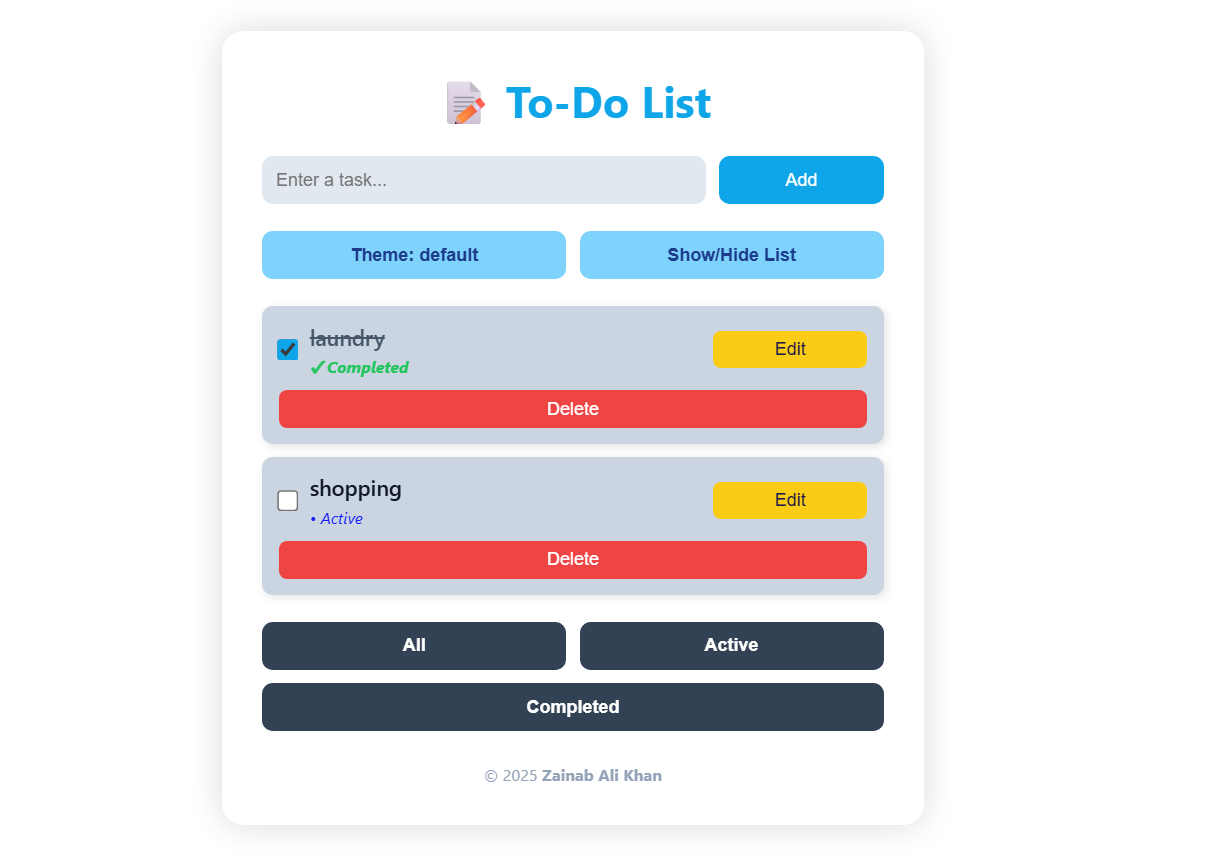 To-Do List
Enter a task...
Add
Theme: default
Show/Hide List
laundry
✓Completed
Edit
Delete
shopping
• Active
Edit
Delete
All
Active
Completed
© 2025 Zainab Ali Khan